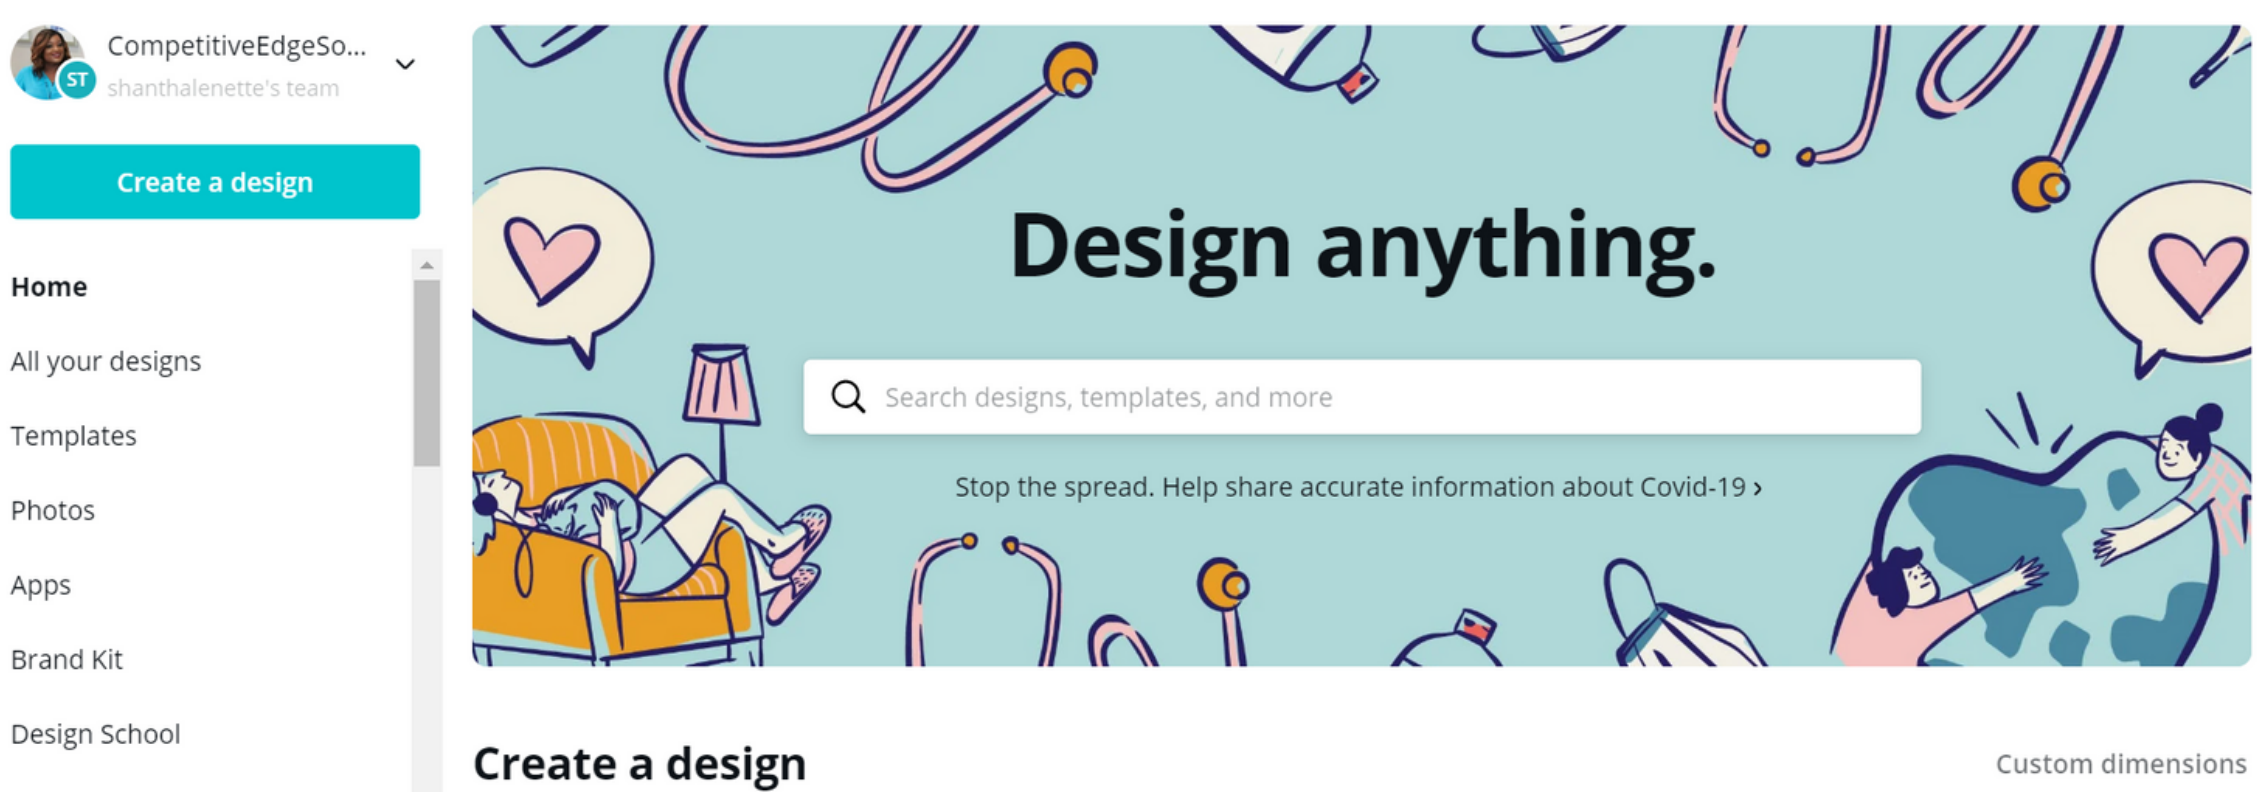 CompetitiveEdgeSo...
ST
shanthalenette's team
Create a design
Home
All your designs
Templates
Photos
Apps
Brand Kit
Design School
Design anything.
Search designs, templates, and more
Stop the spread. Help share accurate information about Covid-19 ›
Create a design
Custom dimensions